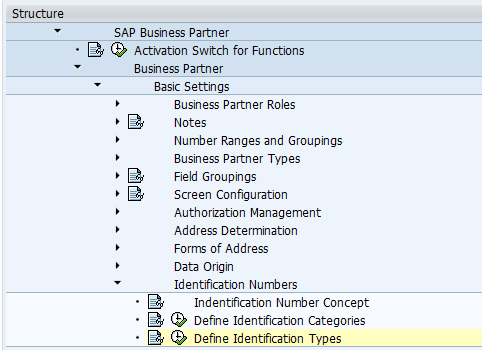 Structure
SAP Business Partner
Activation Switch for Functions
Business Partner
Basic Settings
Business Partner Roles
Notes
Number Ranges and Groupings
Business Partner Types
Field Groupings
Screen Configuration
Authorization Management
Address Determination
Forms of Address
Data Origin
Identification Numbers
Indentification Number Concept
Define Identification Categories
Define Identification Types